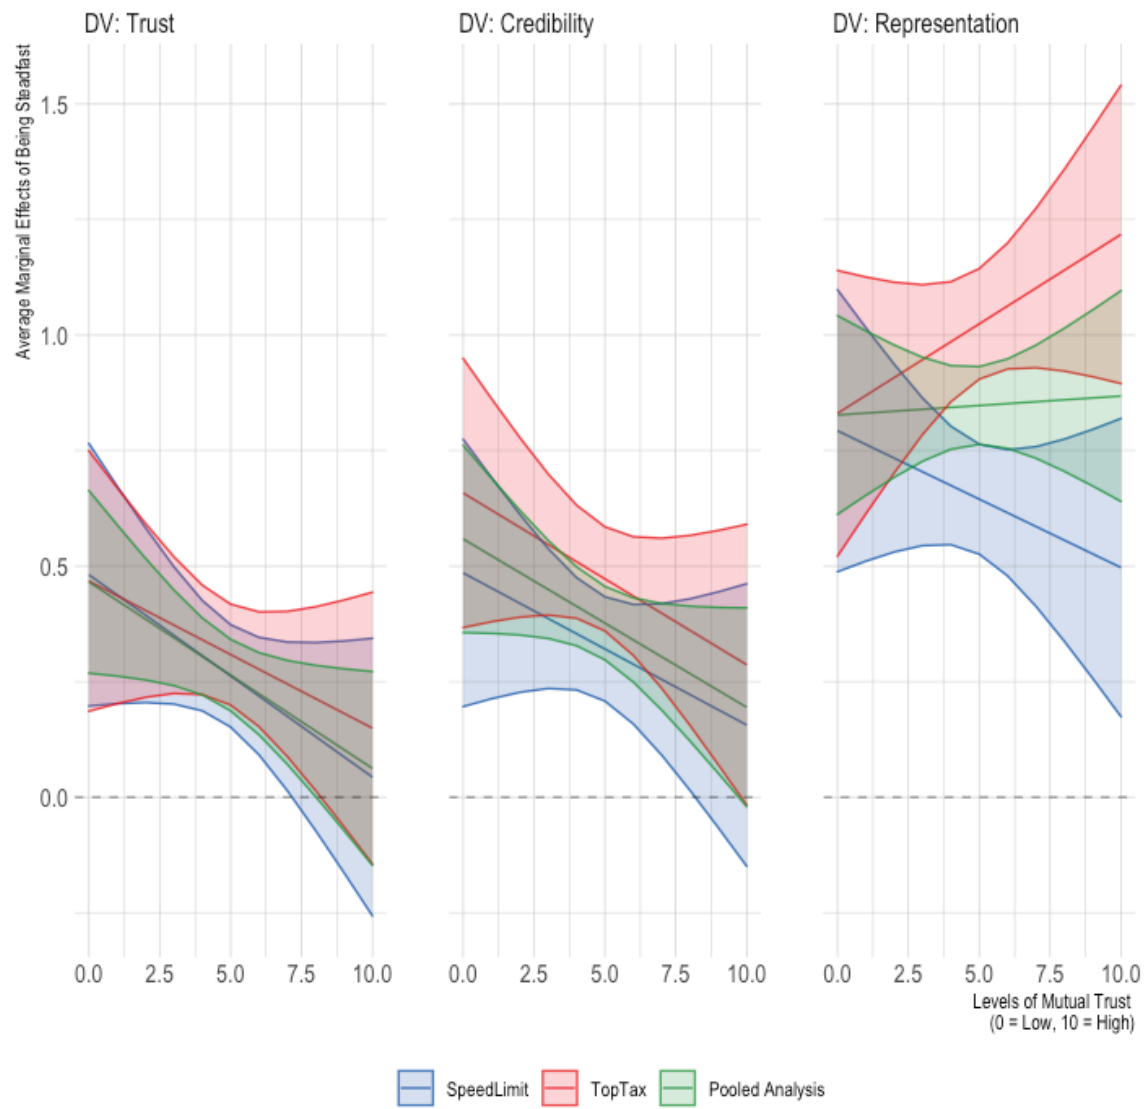 DV: Trust
DV: Credibility
DV: Representation
Average Marginal Effects of Being Steadfast
1.5
1.0
0.5
0.0
0.0 2.5 5.0 7.5 10.0
0.0 2.5 5.0 7.5 10.0
0.0 2.5 5.0 7.5 10.0
Levels of Mutual Trust
(0 = Low, 10 = High)
SpeedLimit
TopTax
Pooled Analysis